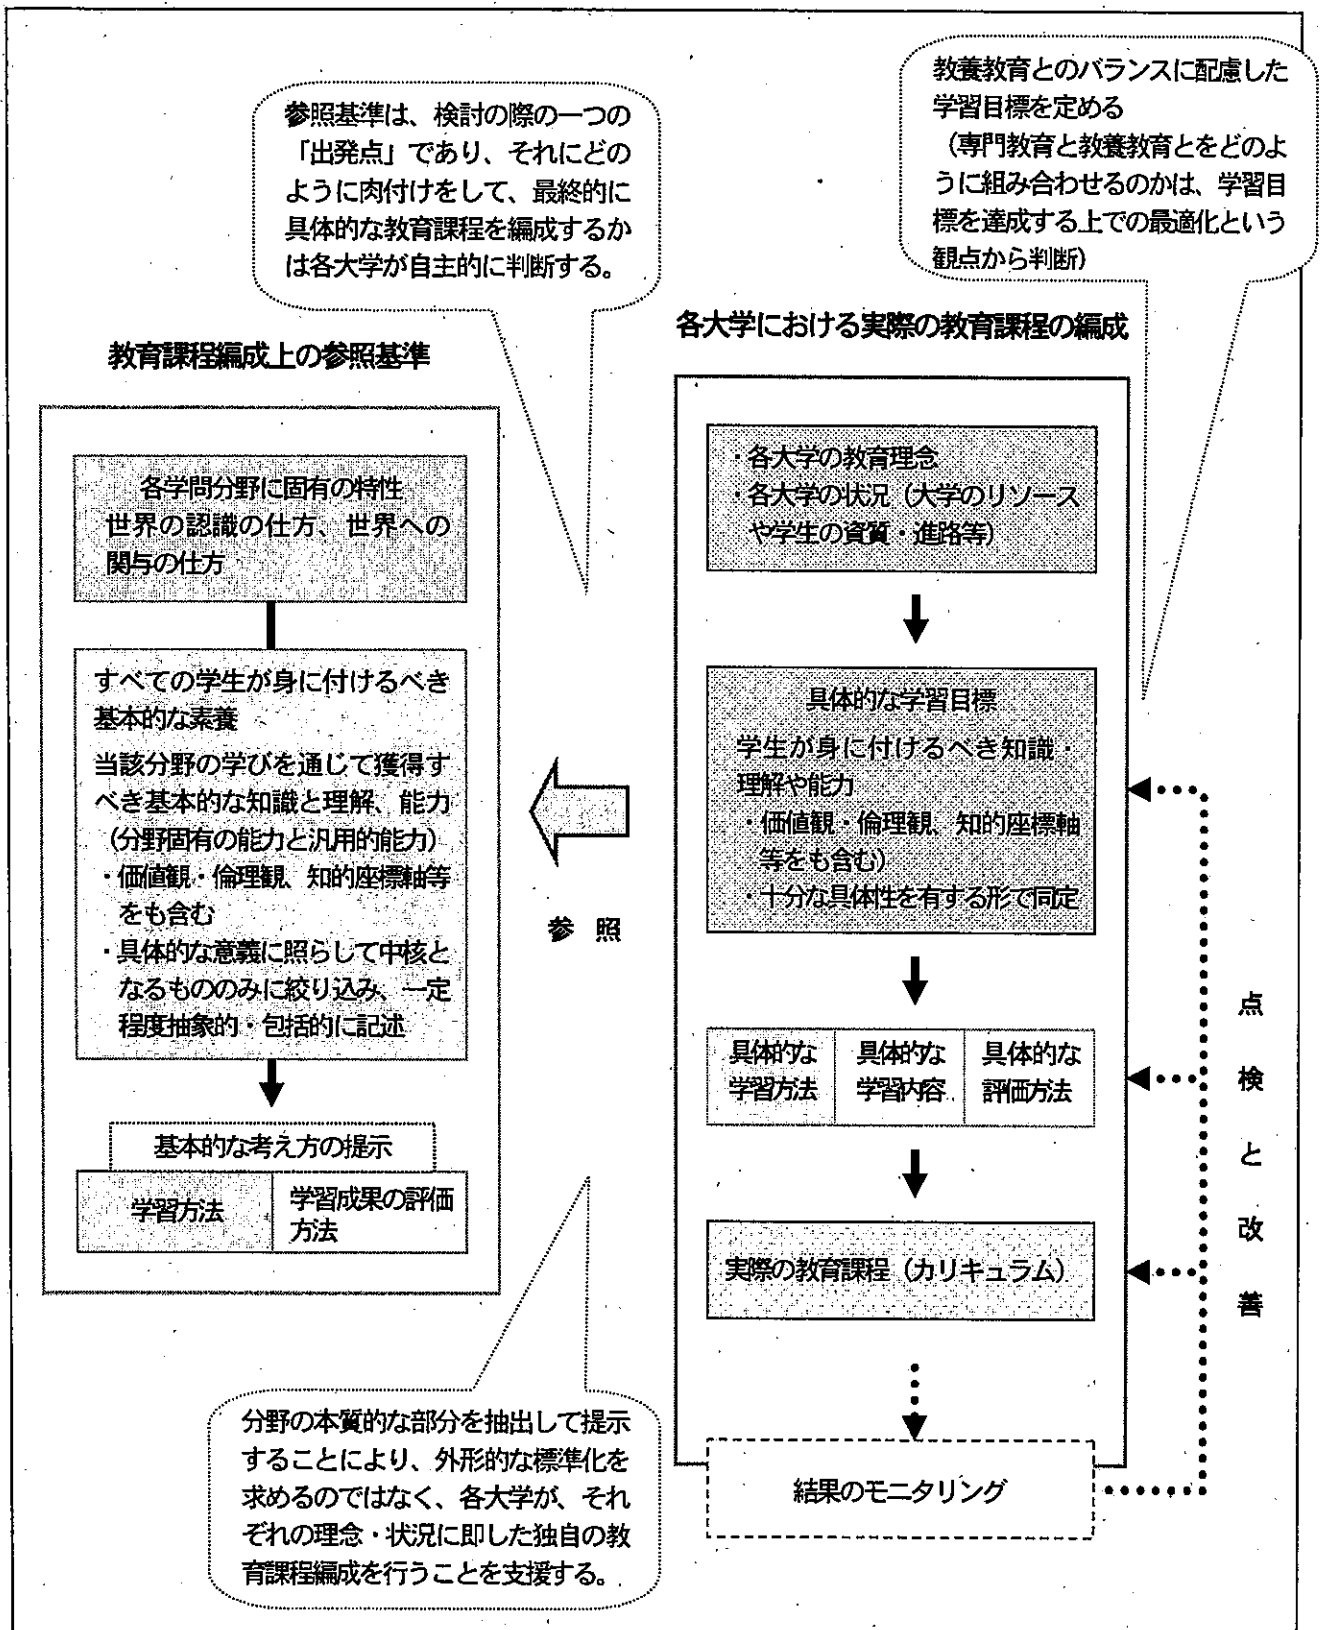 参照基準は、検討の際の一つの
「出発点」であり、それにどの
ように肉付けをして、最終的に
具体的な教育課程を編成するか
は各大学が自主的に判断する。
教養教育とのバランスに配慮した
学習目標を定める
（専門教育と教養教育とをどのよ
うに組み合わせるのかは、学習目
標を達成する上での最適化という
観点から判断）
教育課程編成上の参照基準
各学問分野に固有の特性
世界の認識の仕方、世界への
関与の仕方
すべての学生が身に付けるべき
基本的な素養
当該分野の学びを通じて獲得す
べき基本的な知識と理解、能力
（分野固有の能力と汎用的能力）
・価値観・倫理観、知的座標軸等
をも含む
・具体的な意義に照らして中核と
なるもののみに絞り込み、一定
程度抽象的・包括的に記述
基本的な考え方の提示
学習方法
学習成果の評価
方法
参 照
各大学における実際の教育課程の編成
・各大学の教育理念
・各大学の状況（大学のリソース
や学生の資質・進路等）
具体的な学習目標
学生が身に付けるべき知識・
理解や能力
・価値観・倫理観、知的座標軸
等をも含む）
・十分な具体性を有する形で同定
具体的な
学習方法
具体的な
学習内容
具体的な
評価方法
実際の教育課程（カリキュラム）
結果のモニタリング
点検と改善
分野の本質的な部分を抽出して提示
することにより、外形的な標準化を
求めるのではなく、各大学が、それ
ぞれの理念・状況に即した独自の教
育課程編成を行うことを支援する。